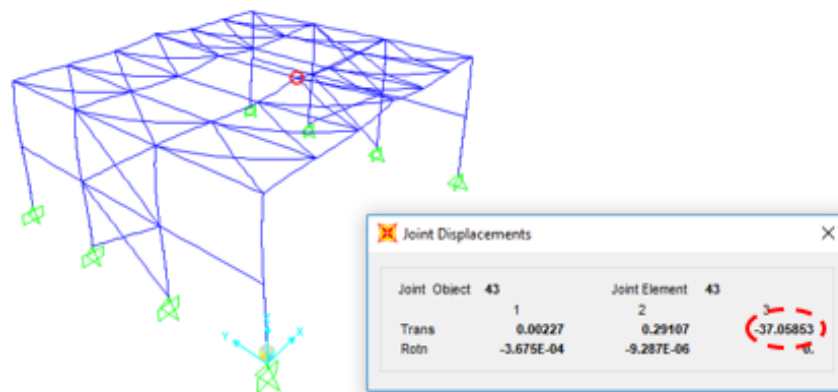 Joint Displacements
Joint Object 43 Joint Element 43
1 2 3
Trans 0.00227 0.29107 -37.05853
Rotn -3.675E-04 -9.287E-06 0.
Y X